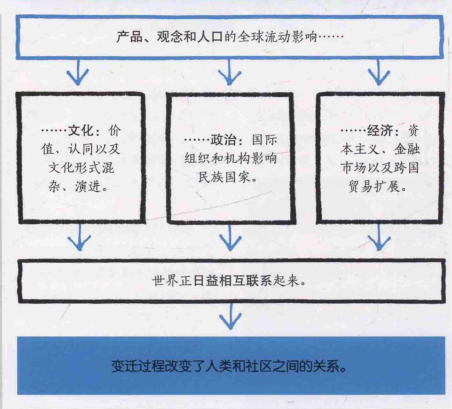 产品、观念和人口的全球流动影响……
……文化：价
值、认同以及
文化形式混
杂、演进。
……政治：国际
组织和机构影响
民族国家。
……经济：资
本主义、金融
市场以及跨国
贸易扩展。
世界正日益相互联系起来。
变迁过程改变了人类和社区之间的关系。